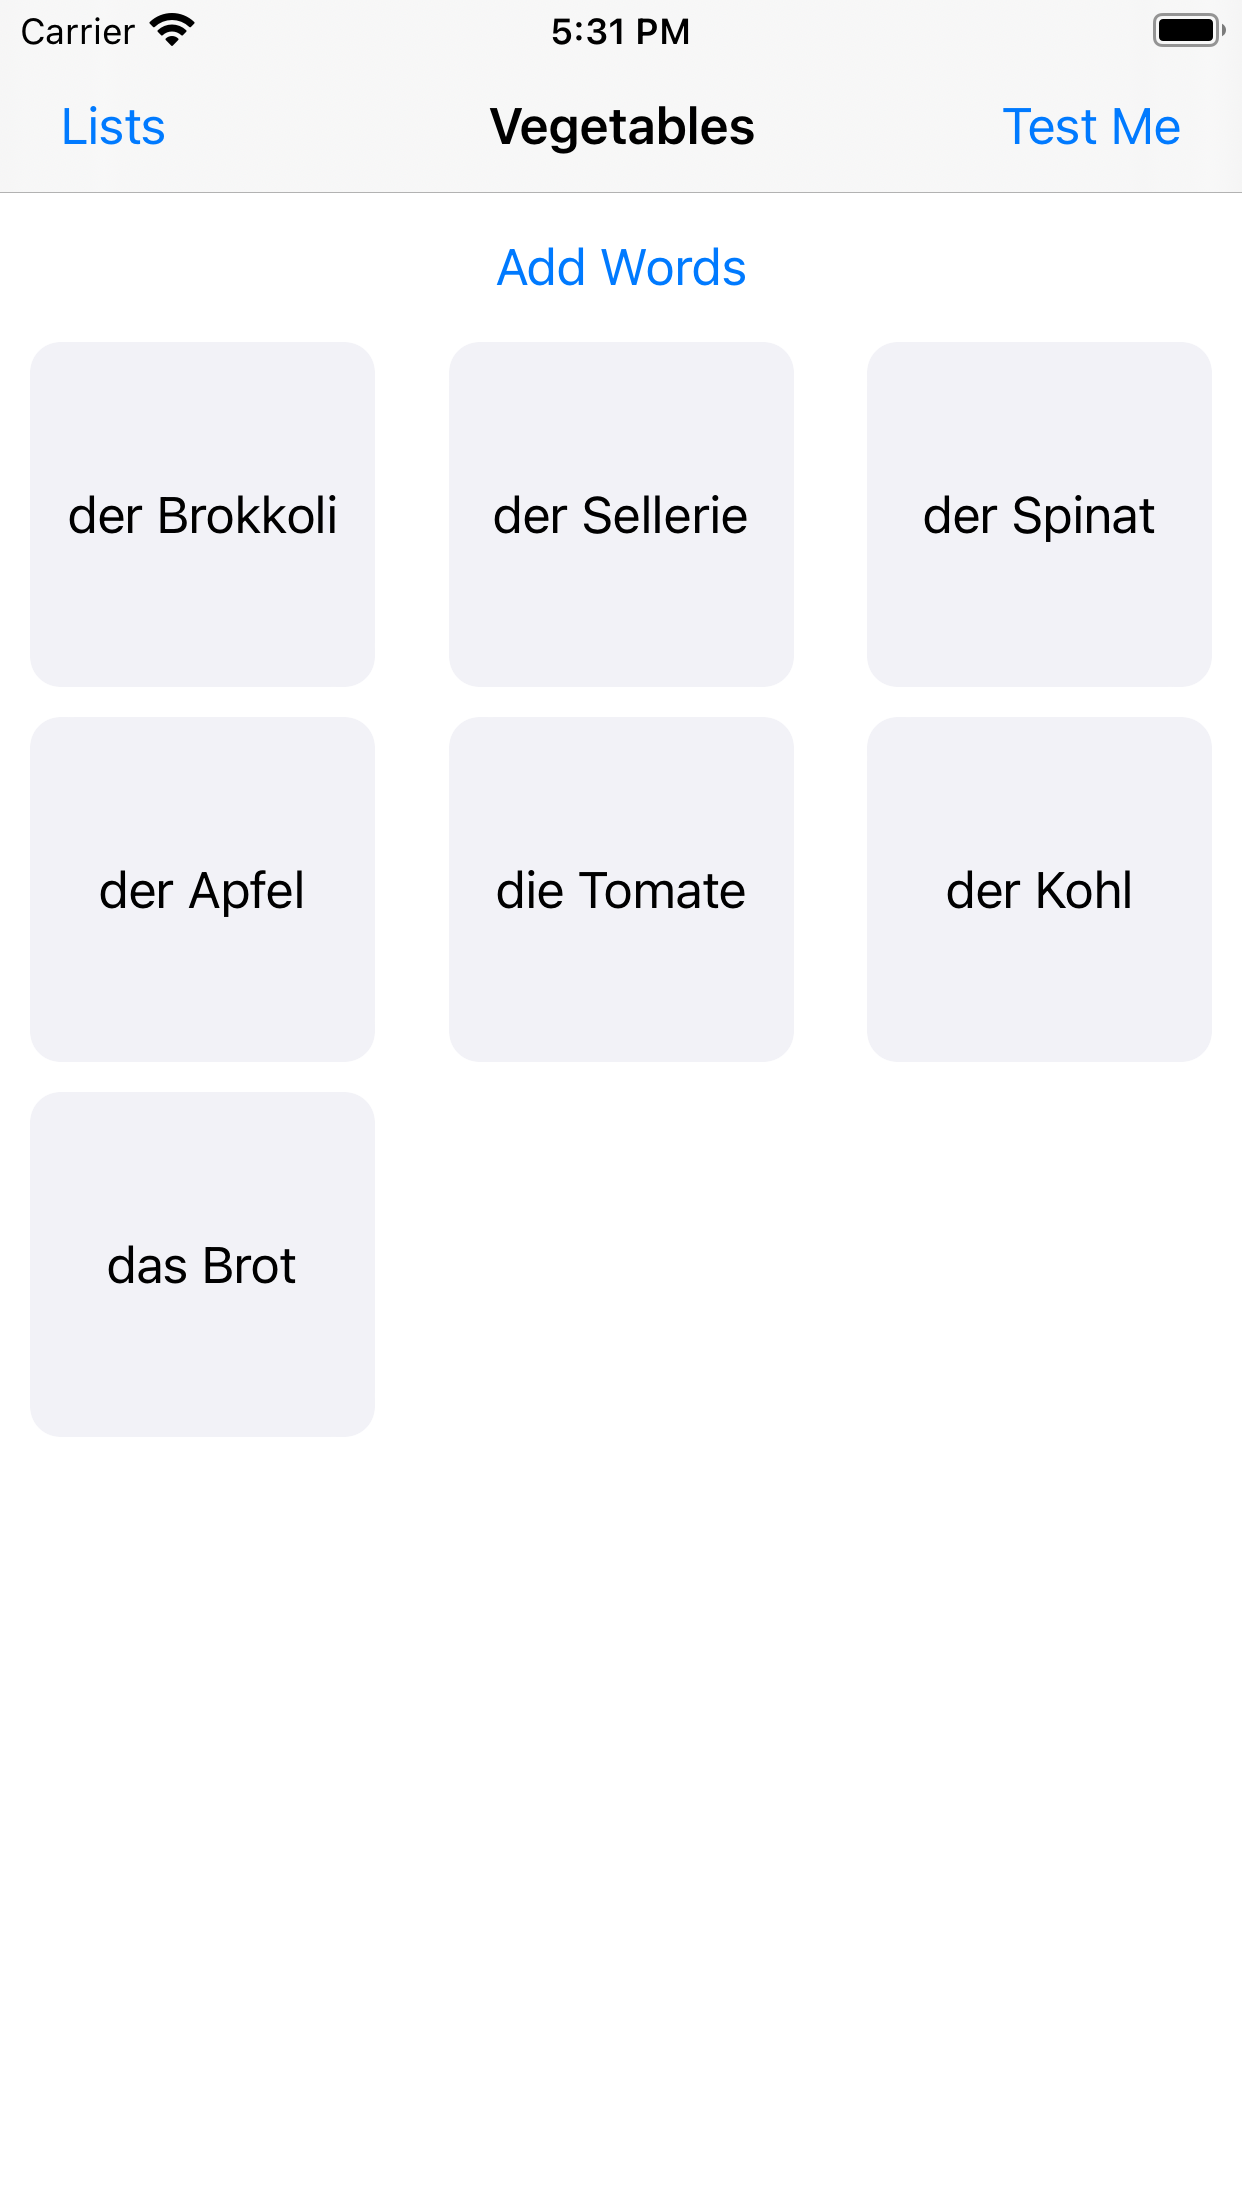 Carrier 5:31 PM
Lists Vegetables Test Me
Add Words
der Brokkoli der Sellerie der Spinat
der Apfel die Tomate der Kohl
das Brot